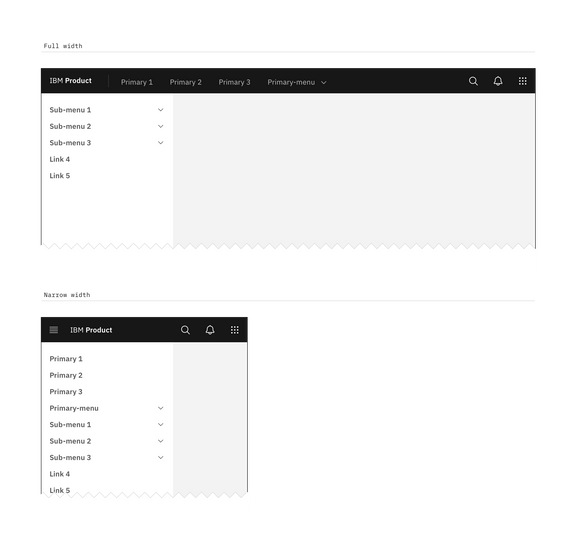 Full width
IBM Product Primary 1 Primary 2 Primary 3 Primary-menu
Sub-menu 1
Sub-menu 2
Sub-menu 3
Link 4
Link 5
Narrow width
IBM Product
Primary 1
Primary 2
Primary 3
Primary-menu
Sub-menu 1
Sub-menu 2
Sub-menu 3
Link 4
Link 5